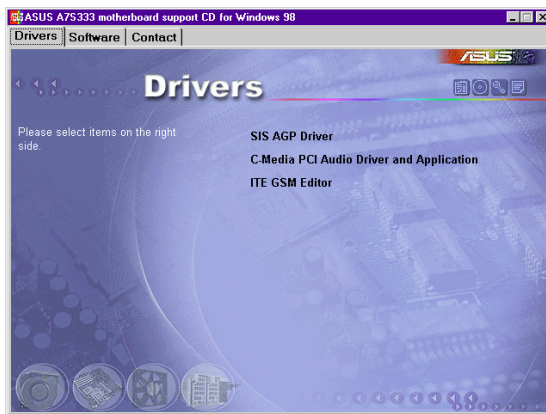 ASUS A7S333 motherboard support CD for Windows 98
Drivers Software Contact
ASUS
Drivers
Please select items on the right
side.
SIS AGP Driver
C-Media PCI Audio Driver and Application
ITE GSM Editor